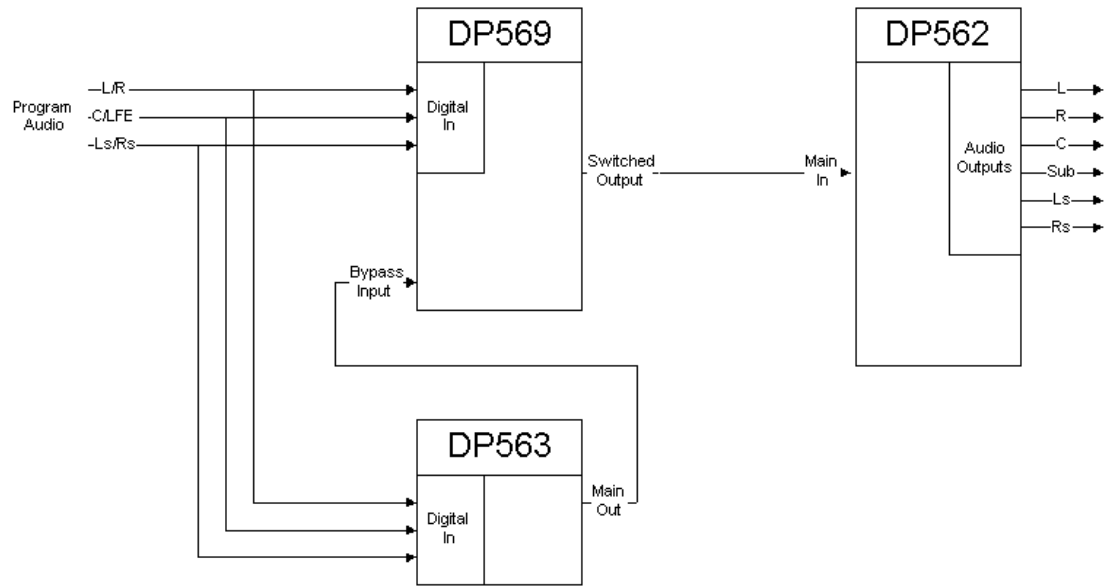 DP569
DP562
Program
Audio
L/R
C/LFE
Ls/Rs
Digital
In
Switched
Output
Main
In
Audio
Outputs
L
R
C
Sub
Ls
Rs
Bypass
Input
DP563
Digital
In
Main
Out